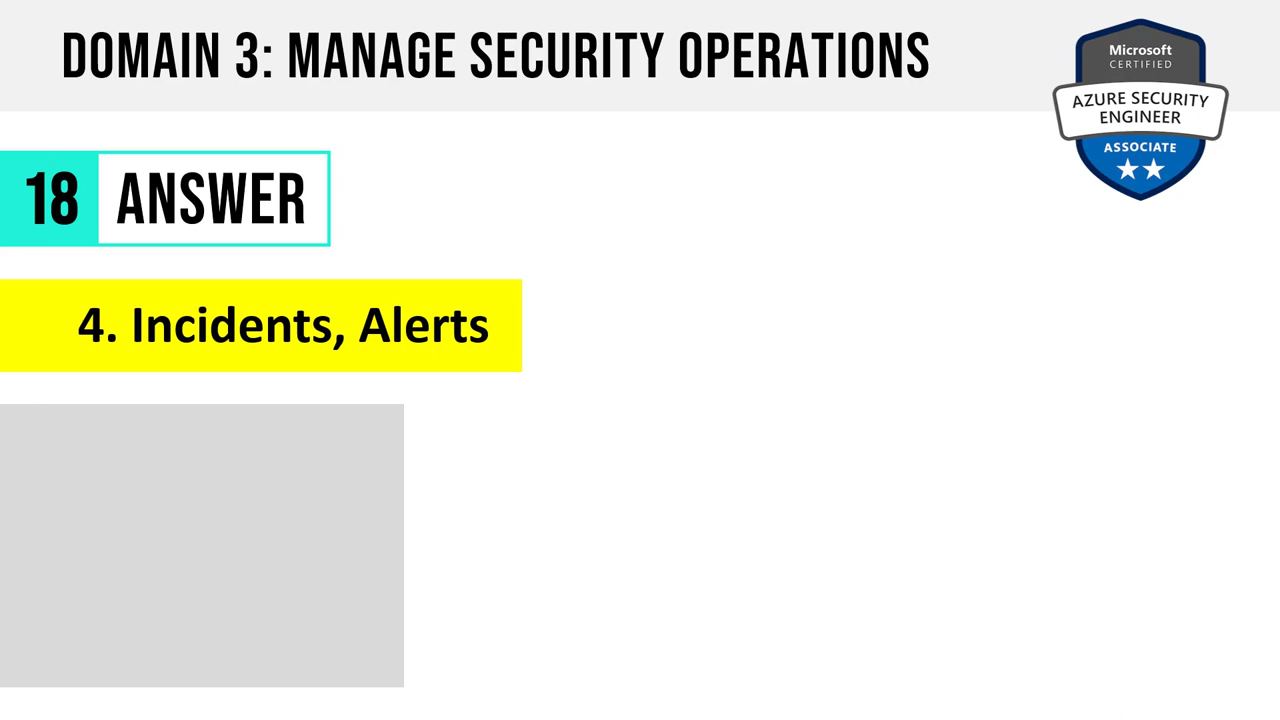 DOMAIN 3: MANAGE SECURITY OPERATIONS
Microsoft
CERTIFIED
AZURE SECURITY
ENGINEER
ASSOCIATE
18 ANSWER
4. Incidents, Alerts